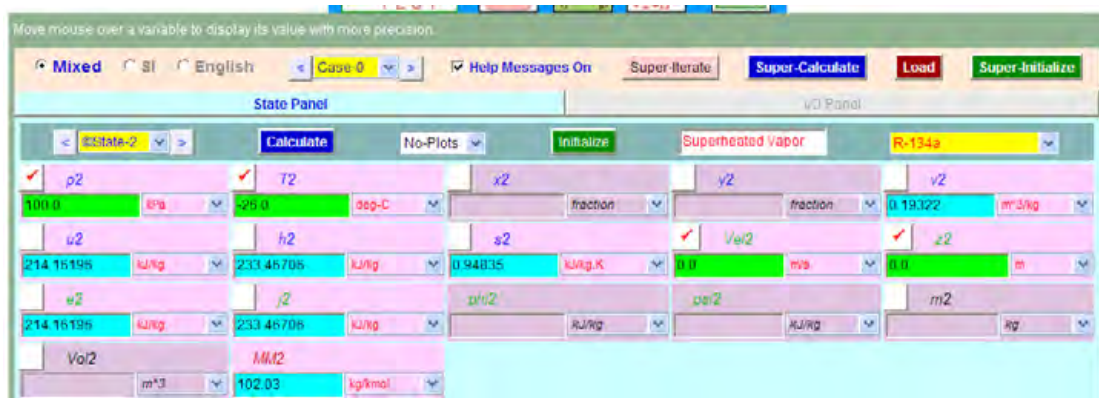 Move mouse over a variable to display its value with more precision.
Mixed SI English < Case-0 > Help Messages On Super-Iterate Super-Calculate Load Super-Initialize
State Panel I/O Panel
< ©State-2 > Calculate No-Plots Initialize Superheated Vapor R-134a
p2 T2 x2 y2 v2
100.0 kPa -26.0 deg-C fraction fraction 0.19322 m^3/kg
u2 h2 s2 Vel2 z2
214.16196 kJ/kg 233.46706 kJ/kg 0.94835 kJ/kg.K 0.0 m/s 0.0 m
e2 j2 phi2 psi2 m2
214.16196 kJ/kg 233.46706 kJ/kg kJ/kg kJ/kg kg
Vol2 MM2
m^3 102.03 kg/kmol